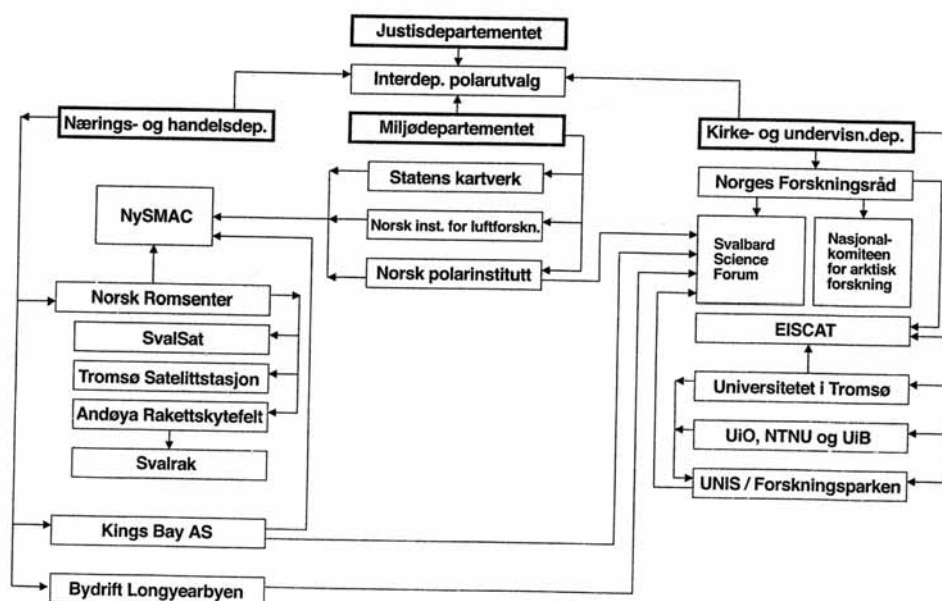 Justisdepartementet
Interdep. polarutvalg
Nærings- og handelsdep.
Miljødepartementet
Kirke- og undervisn.dep.
Statens kartverk
Norges Forskningsråd
NySMAC
Norsk inst. for luftforskn.
Svalbard
Science
Forum
Nasjonal-
komiteen
for arktisk
forskning
Norsk polarinstitutt
Norsk Romsenter
SvalSat
EISCAT
Tromsø Satelittstasjon
Universitetet i Tromsø
Andøya Rakettskytefelt
UiO, NTNU og UiB
Svalrak
UNIS / Forskningsparken
Kings Bay AS
Bydrift Longyearbyen